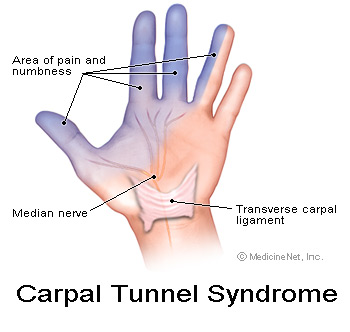 Area of pain and
numbness
Median nerve
Transverse carpal
ligament
© MedicineNet, Inc.
Carpal Tunnel Syndrome